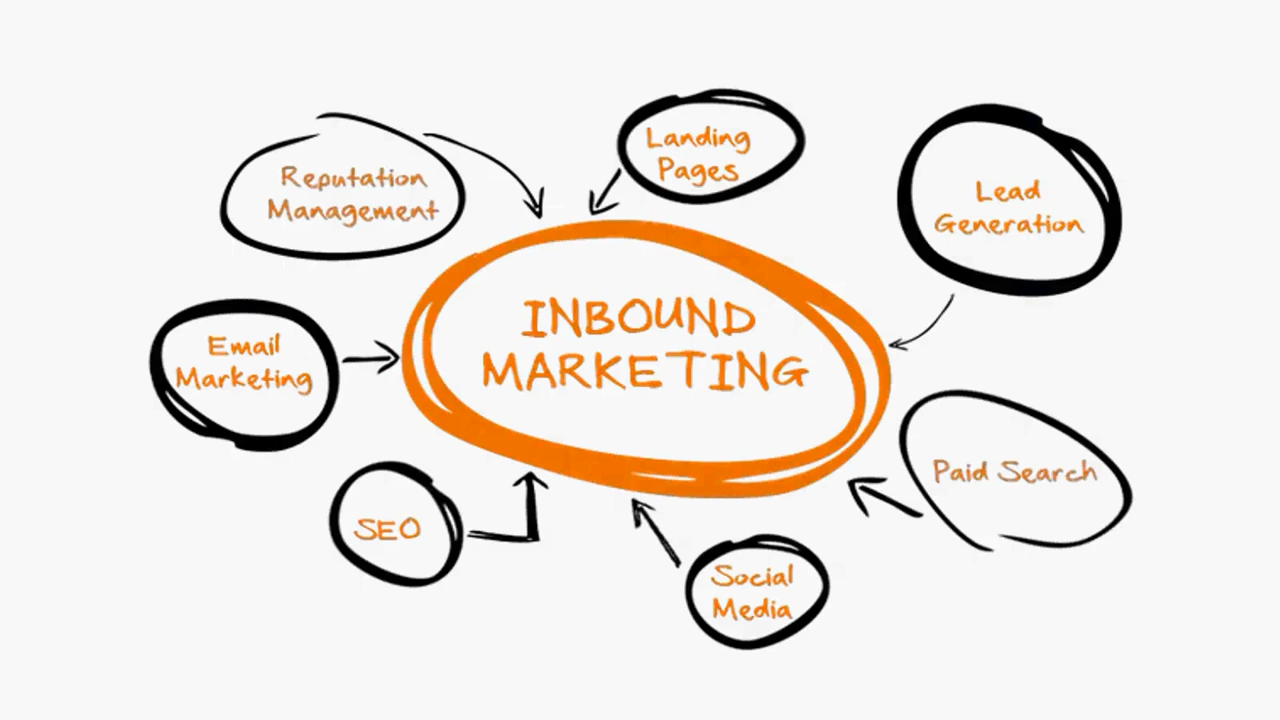 Landing
Pages
Reputation
Management
Lead
Generation
INBOUND
MARKETING
Email
Marketing
Paid Search
SEO
Social
Media